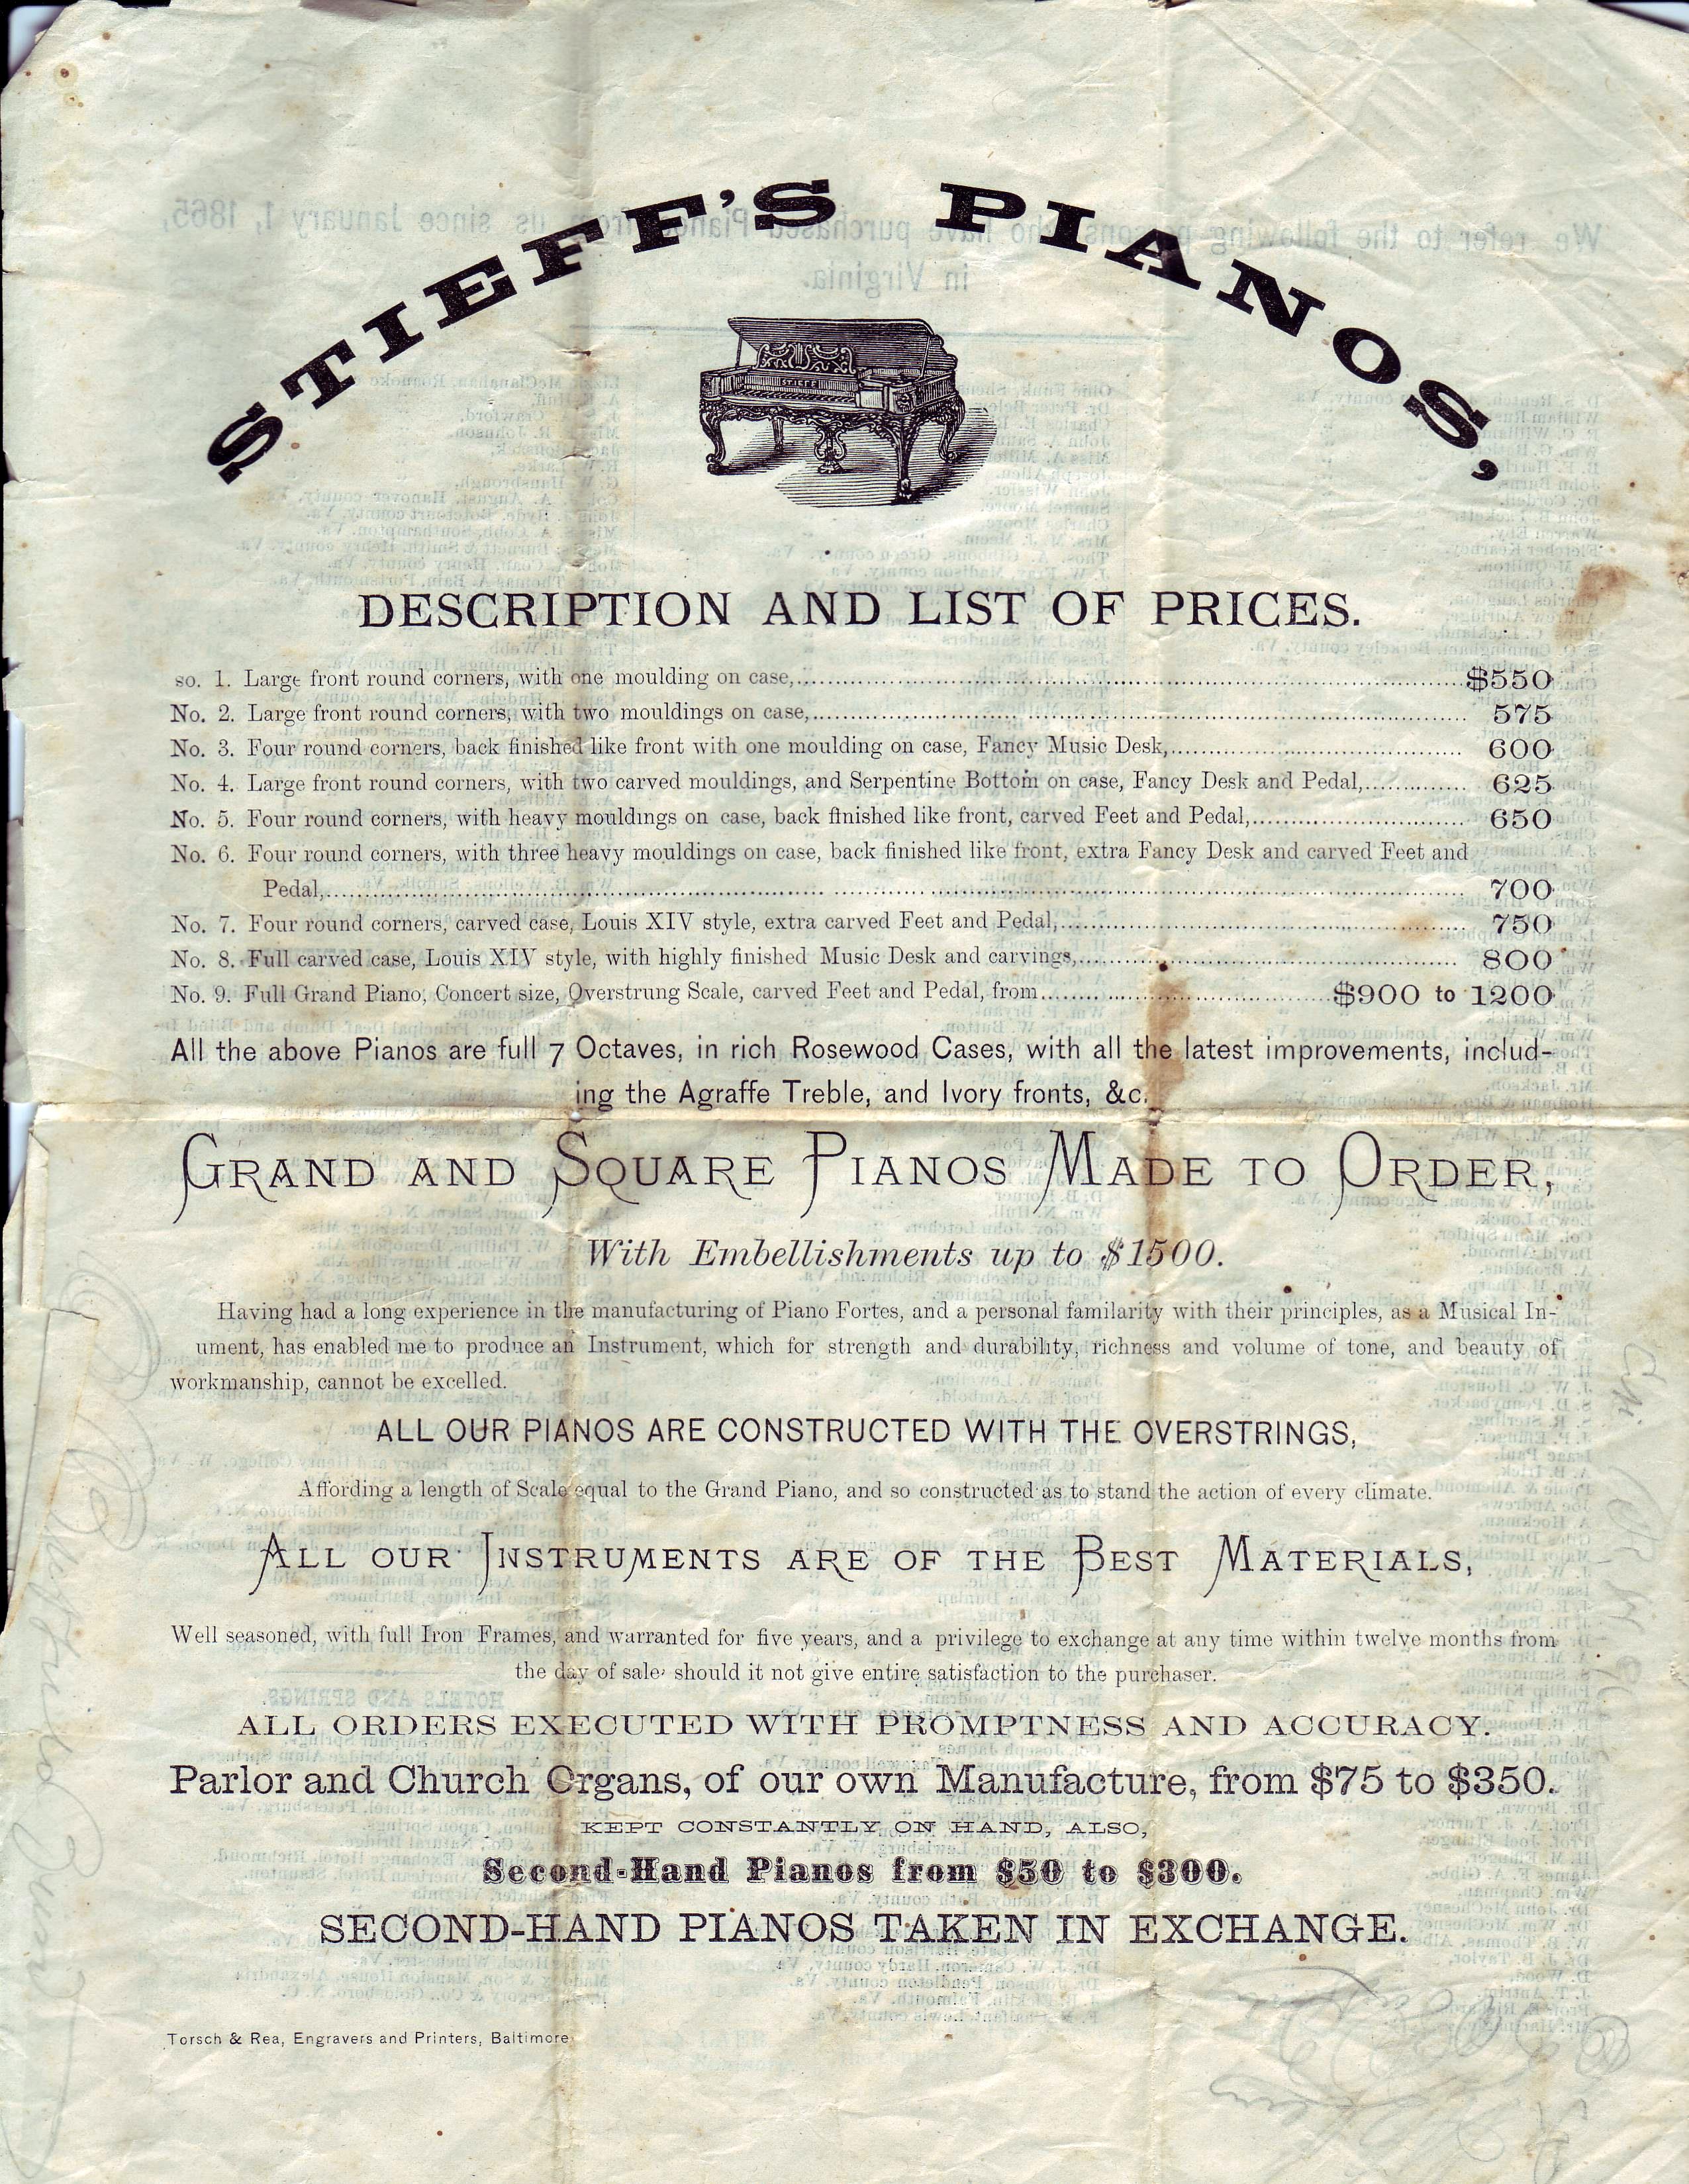 STIEFF'S PIANOS,
STIEFF
DESCRIPTION AND LIST OF PRICES.
so. 1. Large front round corners, with one moulding on case,........$550
No. 2. Large front round corners, with two mouldings on case,........ 575
No. 3. Four round corners, back finished like front with one moulding on case, Fancy Music Desk,........ 600
No. 4. Large front round corners, with two carved mouldings, and Serpentine Bottom on case, Fancy Desk and Pedal,........ 625
No. 5. Four round corners, with heavy mouldings on case, back finished like front, carved Feet and Pedal,........ 650
No. 6. Four round corners, with three heavy mouldings on case, back finished like front, extra Fancy Desk and carved Feet and
Pedal,........ 700
No. 7. Four round corners, carved case, Louis XIV style, extra carved Feet and Pedal,........ 750
No. 8. Full carved case, Louis XIV style, with highly finished Music Desk and carvings,........ 800
No. 9. Full Grand Piano, Concert size, Overstrung Scale, carved Feet and Pedal, from........$900 to 1200
All the above Pianos are full 7 Octaves, in rich Rosewood Cases, with all the latest improvements, includ-
ing the Agraffe Treble, and Ivory fronts, &c.
GRAND AND SQUARE PIANOS MADE TO ORDER,
With Embellishments up to $1500.
Having had a long experience in the manufacturing of Piano Fortes, and a personal familarity with their principles, as a Musical In-
ument, has enabled me to produce an Instrument, which for strength and durability, richness and volume of tone, and beauty of
workmanship, cannot be excelled.
ALL OUR PIANOS ARE CONSTRUCTED WITH THE OVERSTRINGS,
Affording a length of Scale equal to the Grand Piano, and so constructed as to stand the action of every climate.
ALL OUR INSTRUMENTS ARE OF THE BEST MATERIALS,
Well seasoned, with full Iron Frames, and warranted for five years, and a privilege to exchange at any time within twelve months from
the day of sale, should it not give entire satisfaction to the purchaser.
ALL ORDERS EXECUTED WITH PROMPTNESS AND ACCURACY.
Parlor and Church Organs, of our own Manufacture, from $75 to $350.
KEPT CONSTANTLY ON HAND, ALSO,
Second-Hand Pianos from $50 to $300.
SECOND-HAND PIANOS TAKEN IN EXCHANGE.
Torsch & Rea, Engravers and Printers, Baltimore